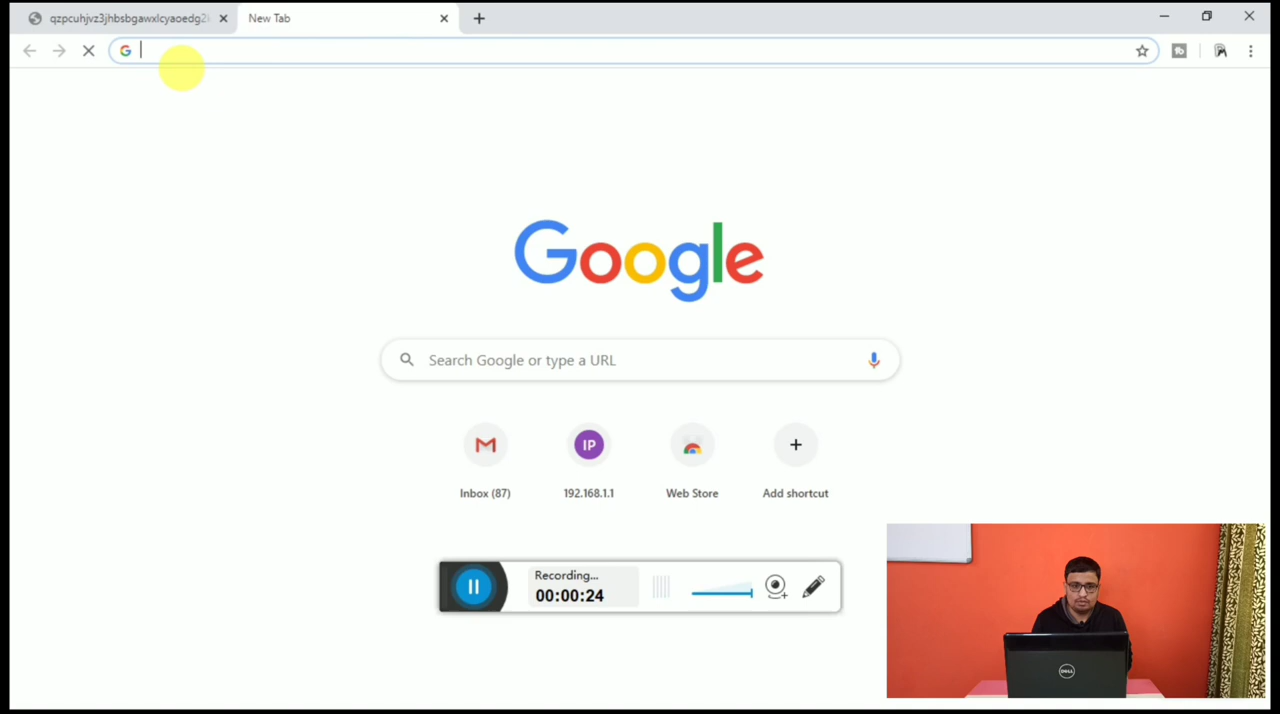 qzpcuhjvz3jhbsbgawxlcyaoedg2
New Tab
G
Google
Search Google or type a URL
M
IP
Inbox (87)
192.168.1.1
Web Store
Add shortcut
Recording...
00:00:24
DELL